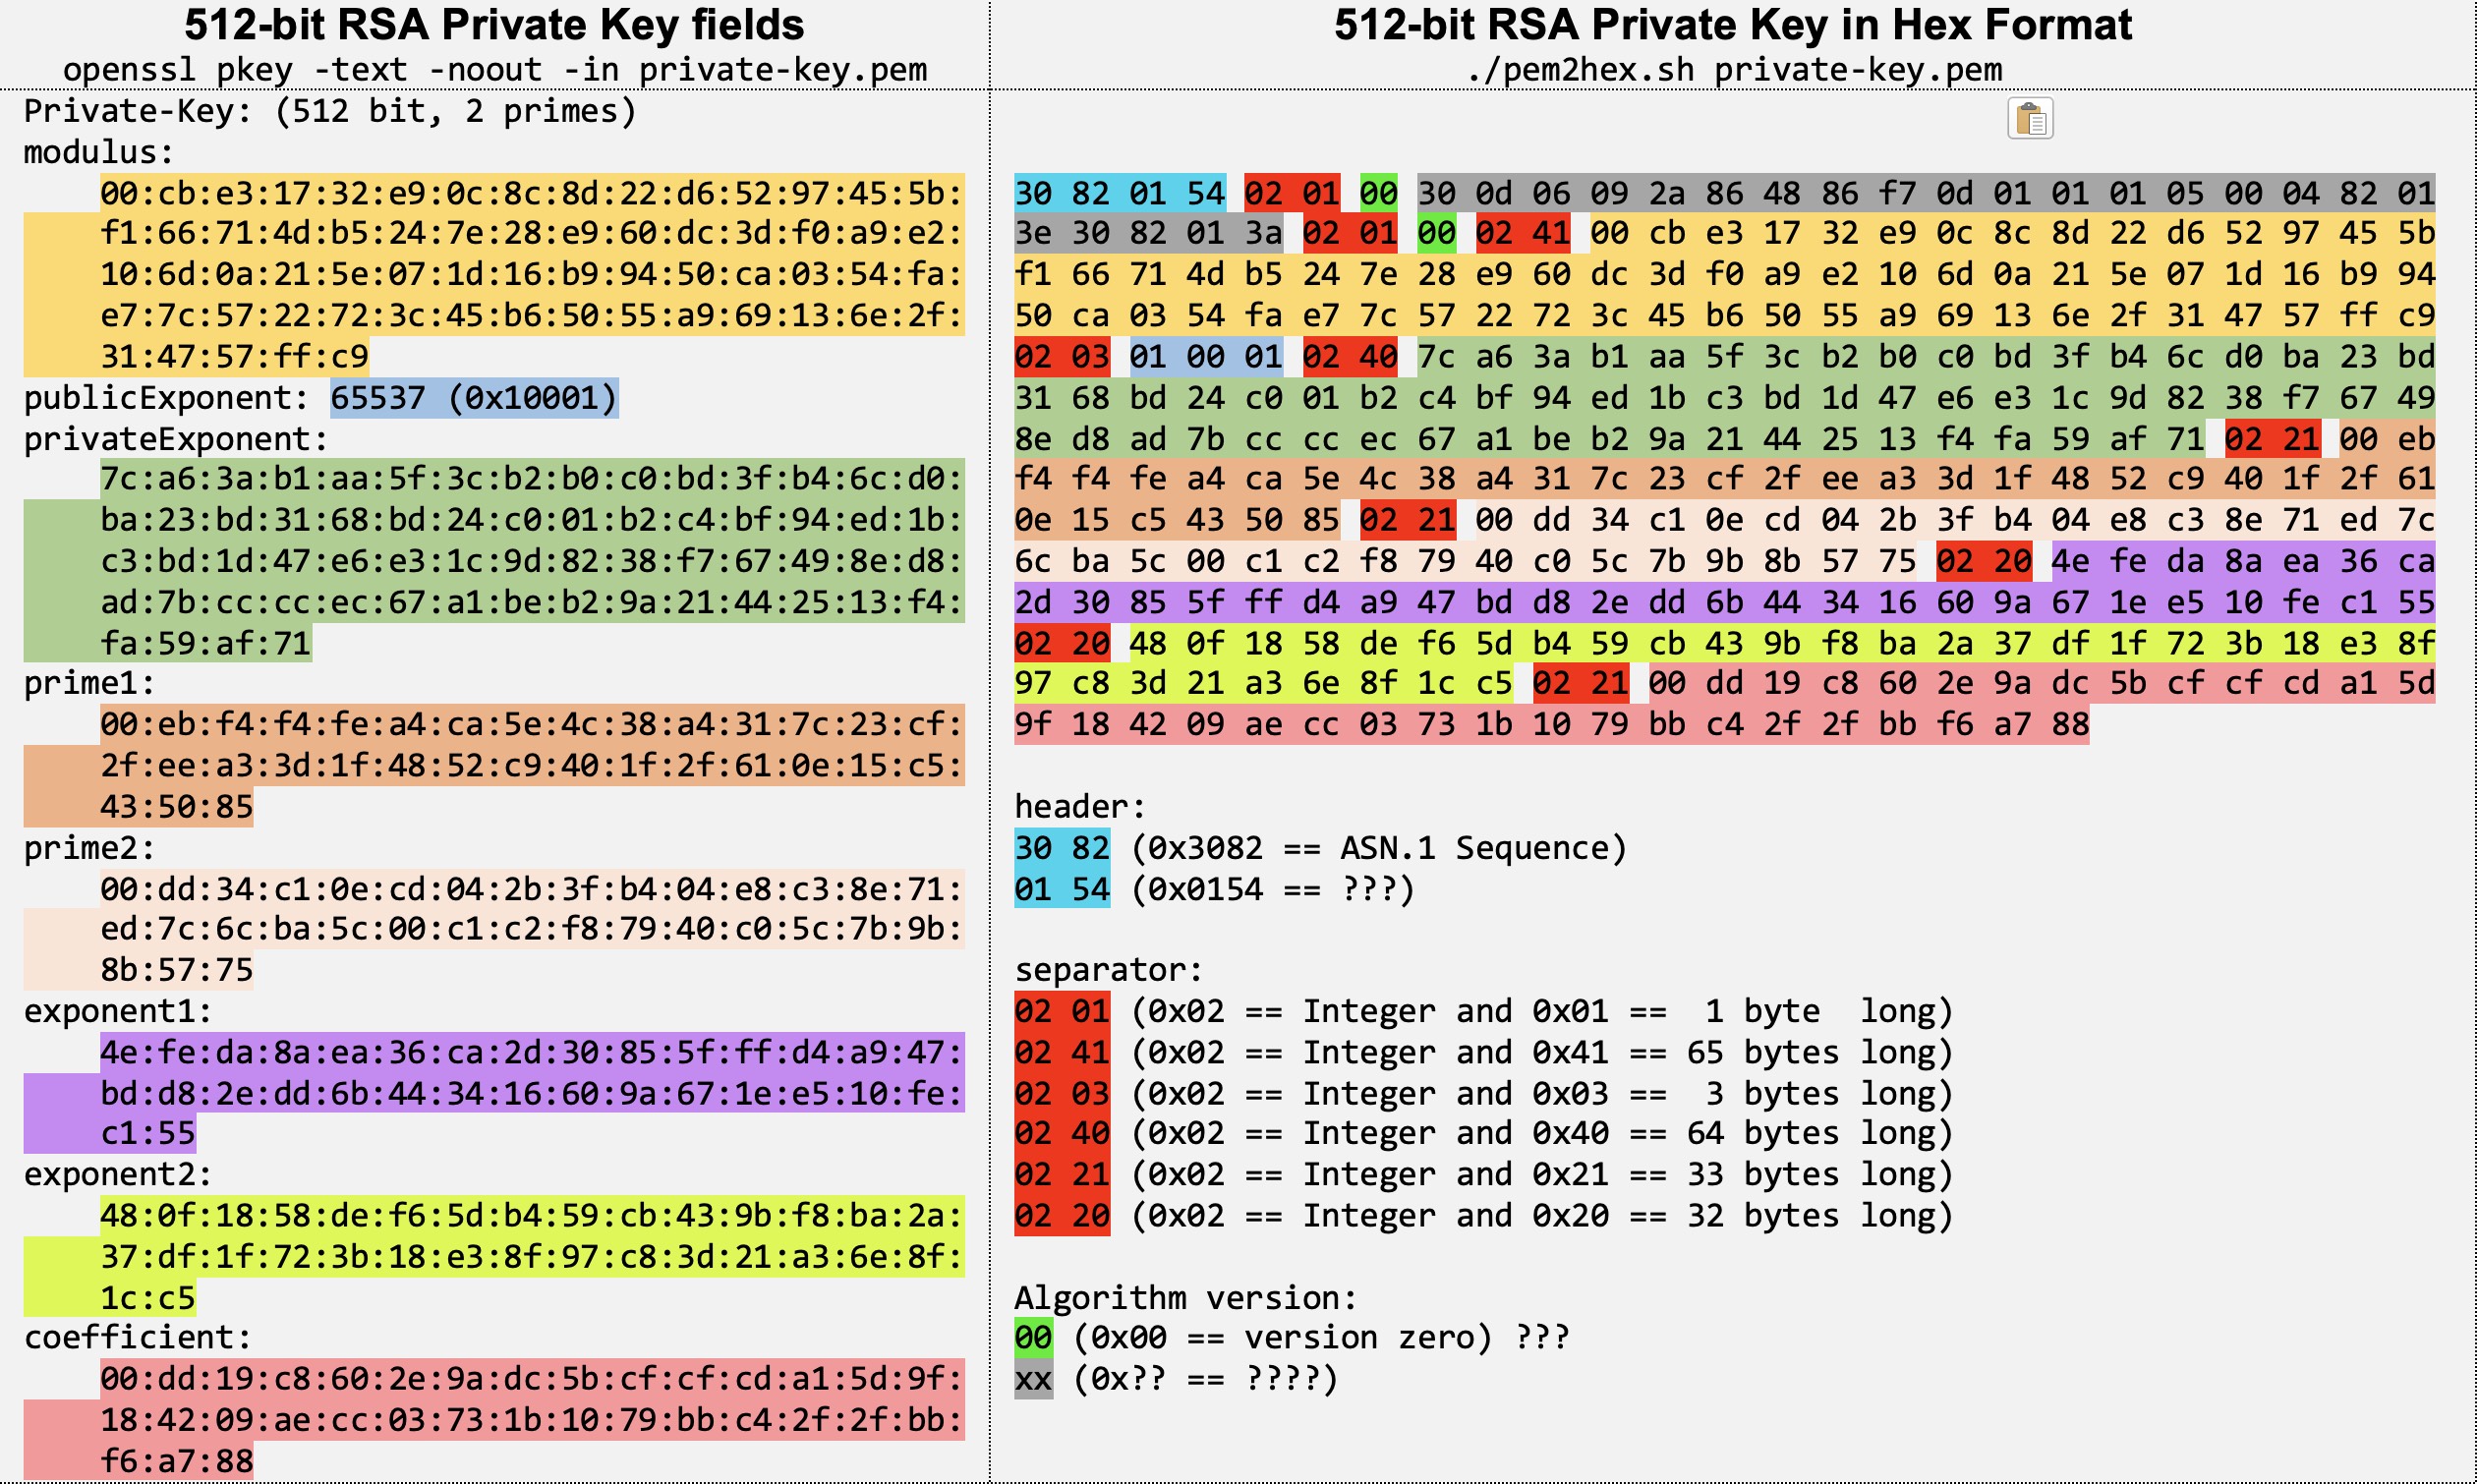 512-bit RSA Private Key fields
openssl pkey -text -noout -in private-key.pem
Private-Key: (512 bit, 2 primes)
modulus:
00:cb:e3:17:32:e9:0c:8c:8d:22:d6:52:97:45:5b:
f1:66:71:4d:b5:24:7e:28:e9:60:dc:3d:f0:a9:e2:
10:6d:0a:21:5e:07:1d:16:b9:94:50:ca:03:54:fa:
e7:7c:57:22:72:3c:45:b6:50:55:a9:69:13:6e:2f:
31:47:57:ff:c9
publicExponent: 65537 (0x10001)
privateExponent:
7c:a6:3a:b1:aa:5f:3c:b2:b0:c0:bd:3f:b4:6c:d0:
ba:23:bd:31:68:bd:24:c0:01:b2:c4:bf:94:ed:1b:
c3:bd:1d:47:e6:e3:1c:9d:82:38:f7:67:49:8e:d8:
ad:7b:cc:cc:ec:67:a1:be:b2:9a:21:44:25:13:f4:
fa:59:af:71
prime1:
00:eb:f4:f4:fe:a4:ca:5e:4c:38:a4:31:7c:23:cf:
2f:ee:a3:3d:1f:48:52:c9:40:1f:2f:61:0e:15:c5:
43:50:85
prime2:
00:dd:34:c1:0e:cd:04:2b:3f:b4:04:e8:c3:8e:71:
ed:7c:6c:ba:5c:00:c1:c2:f8:79:40:c0:5c:7b:9b:
8b:57:75
exponent1:
4e:fe:da:8a:ea:36:ca:2d:30:85:5f:ff:d4:a9:47:
bd:d8:2e:dd:6b:44:34:16:60:9a:67:1e:e5:10:fe:
c1:55
exponent2:
48:0f:18:58:de:f6:5d:b4:59:cb:43:9b:f8:ba:2a:
37:df:1f:72:3b:18:e3:8f:97:c8:3d:21:a3:6e:8f:
1c:c5
coefficient:
00:dd:19:c8:60:2e:9a:dc:5b:cf:cf:cd:a1:5d:9f:
18:42:09:ae:cc:03:73:1b:10:79:bb:c4:2f:2f:bb:
f6:a7:88
512-bit RSA Private Key in Hex Format
./pem2hex.sh private-key.pem
30 82 01 54 02 01 00 30 0d 06 09 2a 86 48 86 f7 0d 01 01 01 05 00 04 82 01
3e 30 82 01 3a 02 01 00 02 41 00 cb e3 17 32 e9 0c 8c 8d 22 d6 52 97 45 5b
f1 66 71 4d b5 24 7e 28 e9 60 dc 3d f0 a9 e2 10 6d 0a 21 5e 07 1d 16 b9 94
50 ca 03 54 fa e7 7c 57 22 72 3c 45 b6 50 55 a9 69 13 6e 2f 31 47 57 ff c9
02 03 01 00 01 02 40 7c a6 3a b1 aa 5f 3c b2 b0 c0 bd 3f b4 6c d0 ba 23 bd
31 68 bd 24 c0 01 b2 c4 bf 94 ed 1b c3 bd 1d 47 e6 e3 1c 9d 82 38 f7 67 49
8e d8 ad 7b cc cc ec 67 a1 be b2 9a 21 44 25 13 f4 fa 59 af 71 02 21 00 eb
f4 f4 fe a4 ca 5e 4c 38 a4 31 7c 23 cf 2f ee a3 3d 1f 48 52 c9 40 1f 2f 61
0e 15 c5 43 50 85 02 21 00 dd 34 c1 0e cd 04 2b 3f b4 04 e8 c3 8e 71 ed 7c
6c ba 5c 00 c1 c2 f8 79 40 c0 5c 7b 9b 8b 57 75 02 20 4e fe da 8a ea 36 ca
2d 30 85 5f ff d4 a9 47 bd d8 2e dd 6b 44 34 16 60 9a 67 1e e5 10 fe c1 55
02 20 48 0f 18 58 de f6 5d b4 59 cb 43 9b f8 ba 2a 37 df 1f 72 3b 18 e3 8f
97 c8 3d 21 a3 6e 8f 1c c5 02 21 00 dd 19 c8 60 2e 9a dc 5b cf cf cd a1 5d
9f 18 42 09 ae cc 03 73 1b 10 79 bb c4 2f 2f bb f6 a7 88
header:
30 82 (0x3082 == ASN.1 Sequence)
01 54 (0x0154 == ???)
separator:
02 01 (0x02 == Integer and 0x01 ==  1 byte  long)
02 41 (0x02 == Integer and 0x41 == 65 bytes long)
02 03 (0x02 == Integer and 0x03 ==  3 bytes long)
02 40 (0x02 == Integer and 0x40 == 64 bytes long)
02 21 (0x02 == Integer and 0x21 == 33 bytes long)
02 20 (0x02 == Integer and 0x20 == 32 bytes long)
Algorithm version:
00 (0x00 == version zero) ???
xx (0x?? == ????)